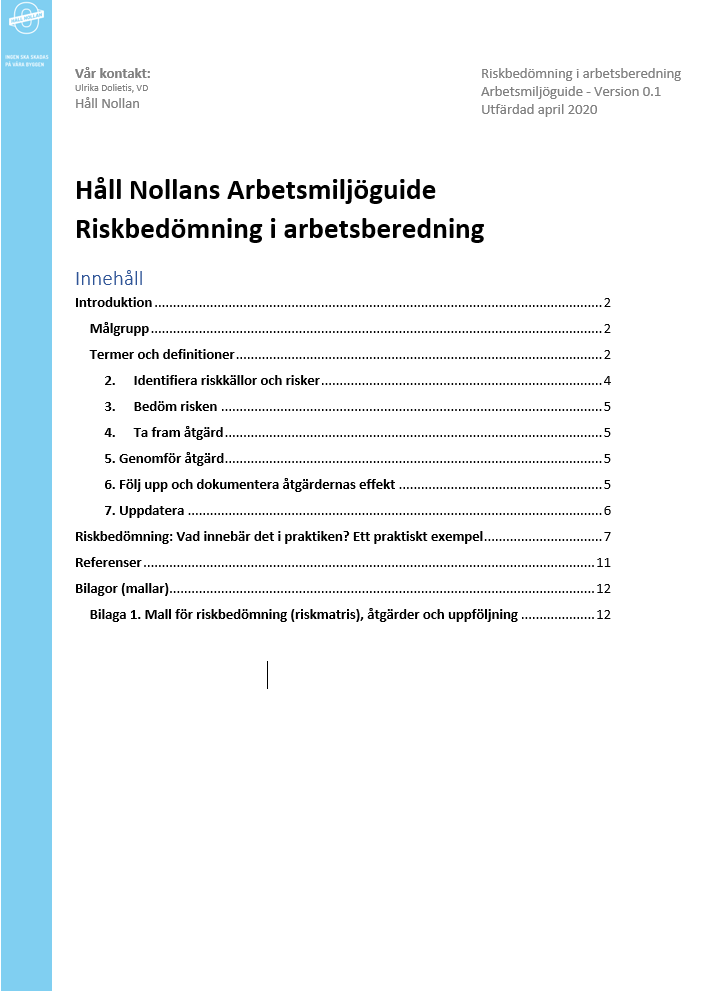 HÅLL NOLLAN
INGEN SKA SKADAS
PÅ VÅRA BYGGEN
Vår kontakt:
Ulrika Dolietis, VD
Håll Nollan
Riskbedömning i arbetsberedning
Arbetsmiljöguide - Version 0.1
Utfärdad april 2020
Håll Nollans Arbetsmiljöguide
Riskbedömning i arbetsberedning
Innehåll
Introduktion 2
Målgrupp 2
Termer och definitioner 2
2. Identifiera riskkällor och risker 4
3. Bedöm risken 5
4. Ta fram åtgärd 5
5. Genomför åtgärd 5
6. Följ upp och dokumentera åtgärdernas effekt 5
7. Uppdatera 6
Riskbedömning: Vad innebär det i praktiken? Ett praktiskt exempel 7
Referenser 11
Bilagor (mallar) 12
Bilaga 1. Mall för riskbedömning (riskmatris), åtgärder och uppföljning 12